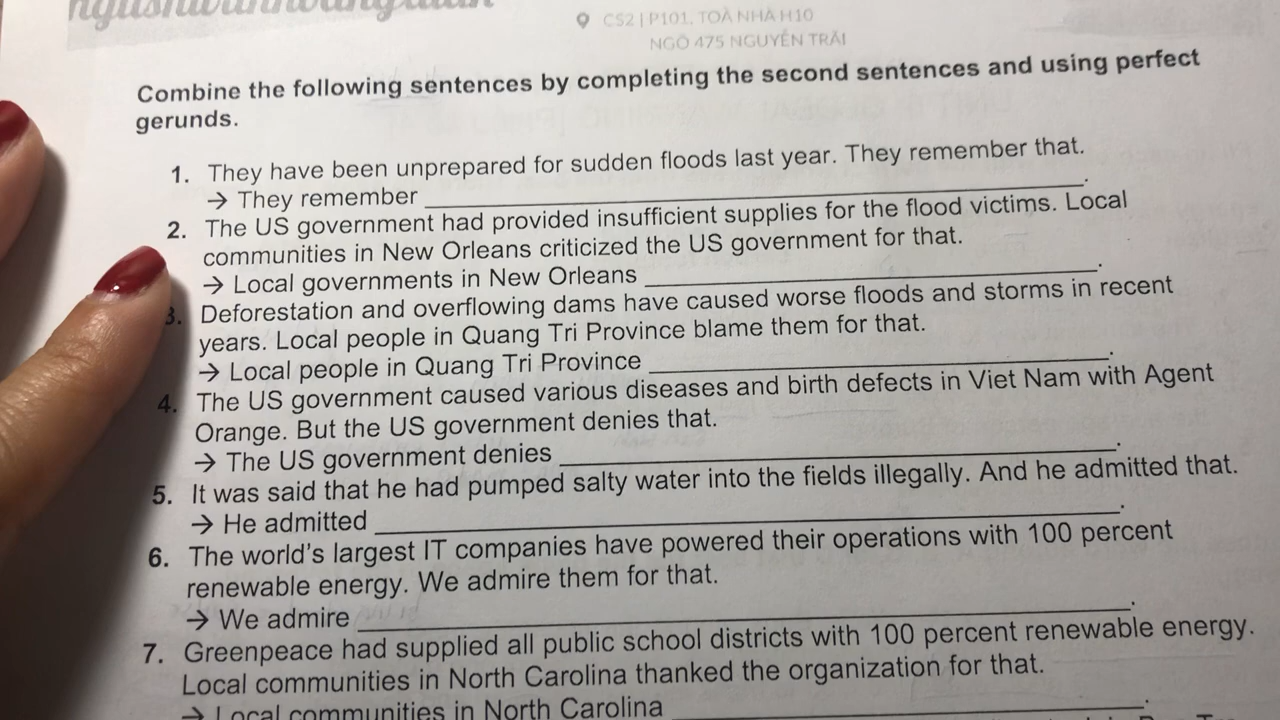 CS2 | P101, TOÀ NHÀ H10
NGÕ 475 NGUYỄN TRÃI
Combine the following sentences by completing the second sentences and using perfect
gerunds.
1. They have been unprepared for sudden floods last year. They remember that.
→ They remember ______________.
2. The US government had provided insufficient supplies for the flood victims. Local
communities in New Orleans criticized the US government for that.
→ Local governments in New Orleans ______________.
3. Deforestation and overflowing dams have caused worse floods and storms in recent
years. Local people in Quang Tri Province blame them for that.
→ Local people in Quang Tri Province ______________.
4. The US government caused various diseases and birth defects in Viet Nam with Agent
Orange. But the US government denies that.
→ The US government denies ______________.
5. It was said that he had pumped salty water into the fields illegally. And he admitted that.
→ He admitted ______________.
6. The world's largest IT companies have powered their operations with 100 percent
renewable energy. We admire them for that.
→ We admire ______________.
7. Greenpeace had supplied all public school districts with 100 percent renewable energy.
Local communities in North Carolina thanked the organization for that.
→ Local communities in North Carolina ______________.